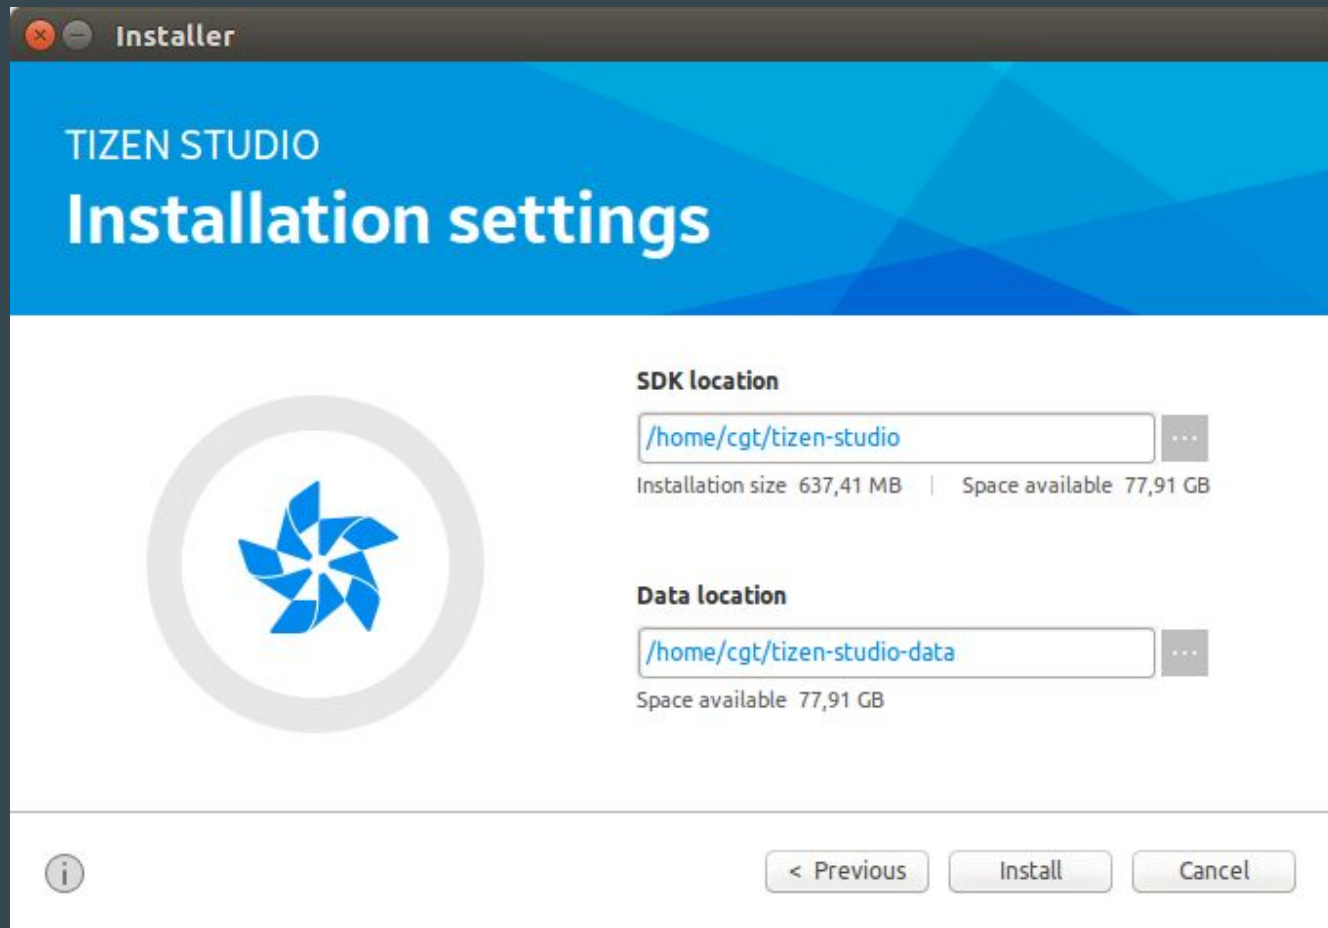 Installer
TIZEN STUDIO
Installation settings
SDK location
/home/cgt/tizen-studio
...
Installation size 637,41 MB | Space available 77,91 GB
Data location
/home/cgt/tizen-studio-data
...
Space available 77,91 GB
i
< Previous
Install
Cancel